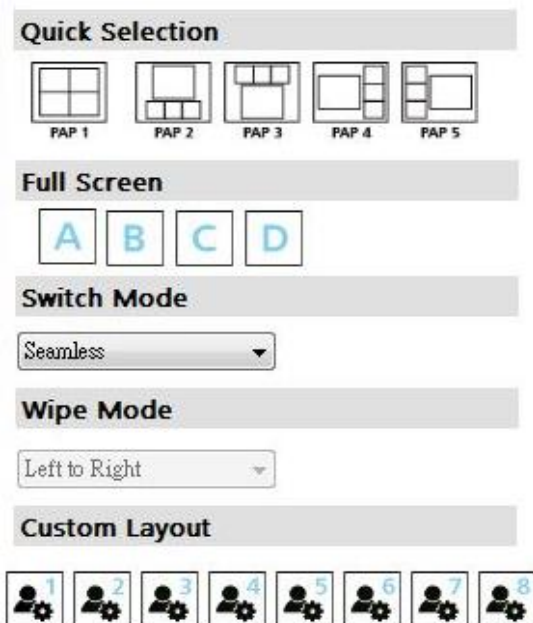 Quick Selection
PAP 1 PAP 2 PAP 3 PAP 4 PAP 5
Full Screen
A B C D
Switch Mode
Seamless
Wipe Mode
Left to Right
Custom Layout
1 2 3 4 5 6 7 8